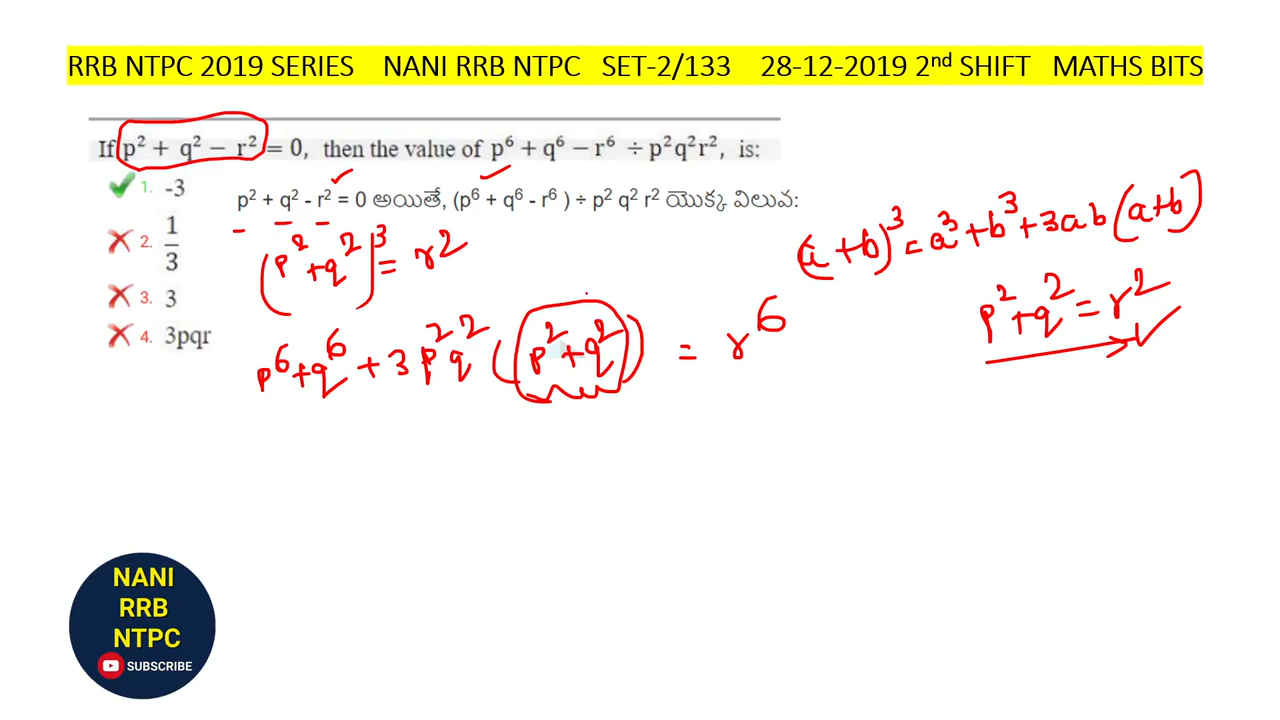 RRB NTPC 2019 SERIES NANI RRB NTPC SET-2/133 28-12-2019 2nd SHIFT MATHS BITS
If p² + q² − r² = 0, then the value of p⁶ + q⁶ − r⁶ ÷ p²q²r², is:
1. -3
p² + q² - r² = 0 అయితే, (p⁶ + q⁶ - r⁶ ) ÷ p² q² r² యొక్క విలువ:
2. 1/3
3. 3
4. 3pqr
(a + b)³ = a³ + b³ + 3ab (a+b)
(p² + q²)³ = r²
p² + q² = r²
p⁶ + q⁶ + 3 p² q² (p² + q²) = r⁶
NANI
RRB
NTPC
SUBSCRIBE